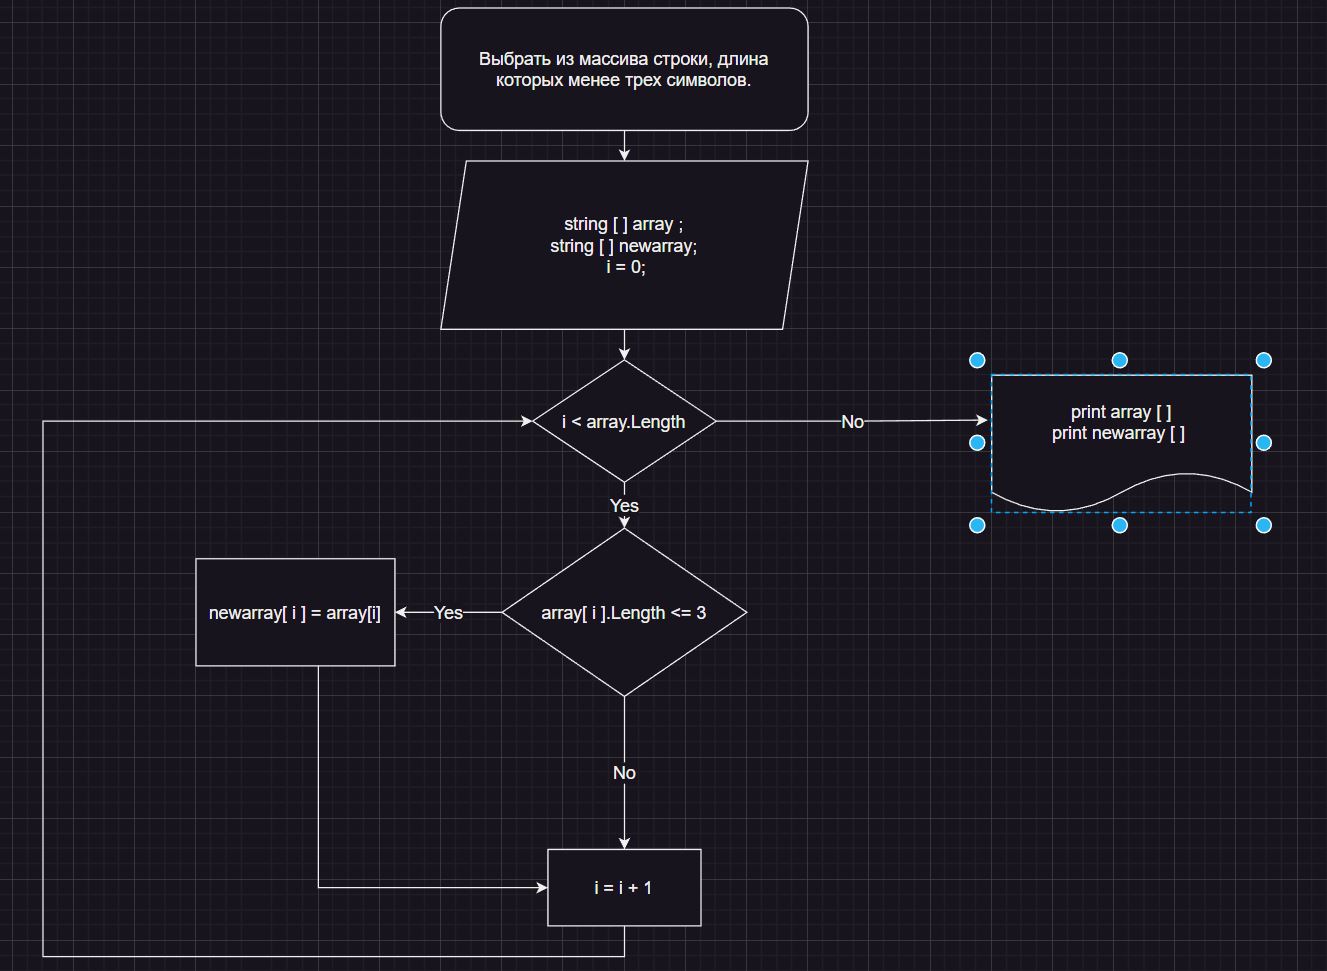 Выбрать из массива строки, длина
которых менее трех символов.
string [ ] array ;
string [ ] newarray;
i = 0;
i < array.Length
No
print array [ ]
print newarray [ ]
Yes
array[ i ].Length <= 3
Yes
newarray[ i ] = array[i]
No
i = i + 1